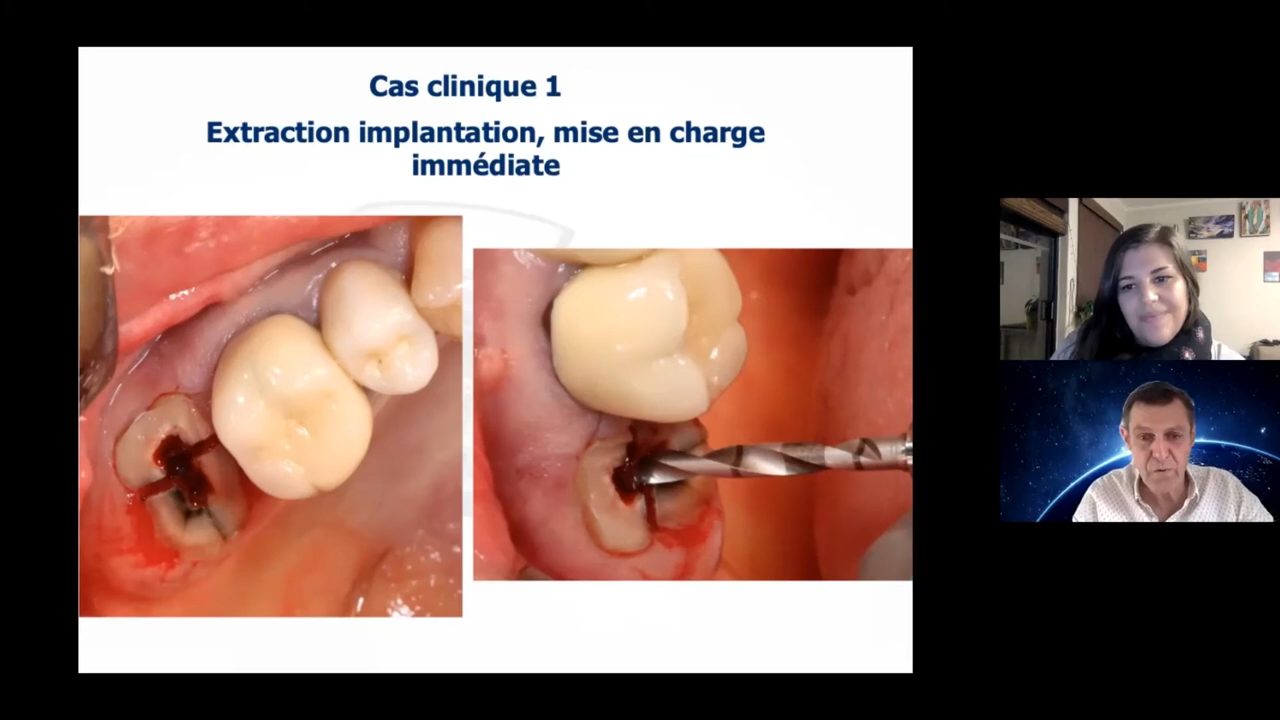 Cas clinique 1
Extraction implantation, mise en charge
immédiate